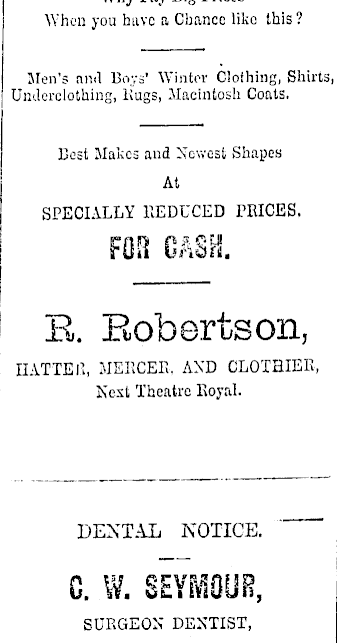 When you have a Chance like this?
Men's and Boys' Winter Clothing, Shirts,
Underclothing, Rugs, Macintosh Coats.
Best Makes and Newest Shapes
At
SPECIALLY REDUCED PRICES.
FOR CASH.
R. Robertson,
HATTER, MERCER, AND CLOTHIER,
Next Theatre Royal.
DENTAL NOTICE.
C. W. SEYMOUR,
SURGEON DENTIST,